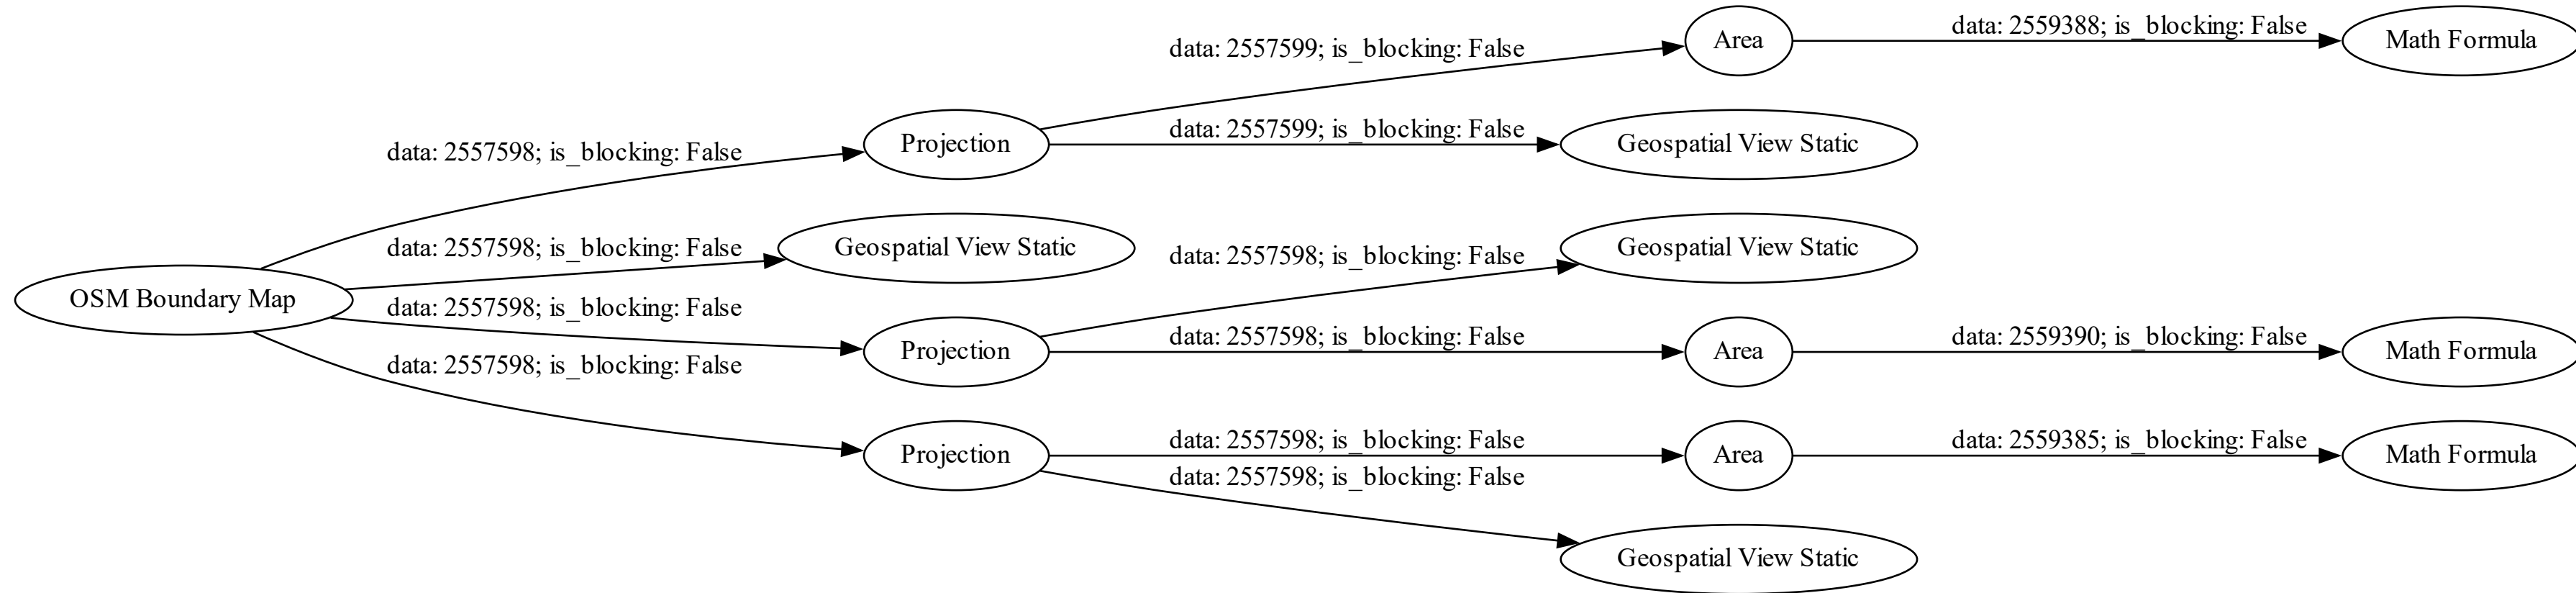 data: 2559388; is_blocking: False
Area
Math Formula
data: 2557599; is_blocking: False
data: 2557599; is_blocking: False
Projection
Geospatial View Static
data: 2557598; is_blocking: False
data: 2557598; is_blocking: False
Geospatial View Static
data: 2557598; is_blocking: False
Geospatial View Static
OSM Boundary Map
data: 2557598; is_blocking: False
Projection
data: 2557598; is_blocking: False
Area
data: 2559390; is_blocking: False
Math Formula
data: 2557598; is_blocking: False
Projection
data: 2557598; is_blocking: False
Area
data: 2559385; is_blocking: False
Math Formula
data: 2557598; is_blocking: False
Geospatial View Static